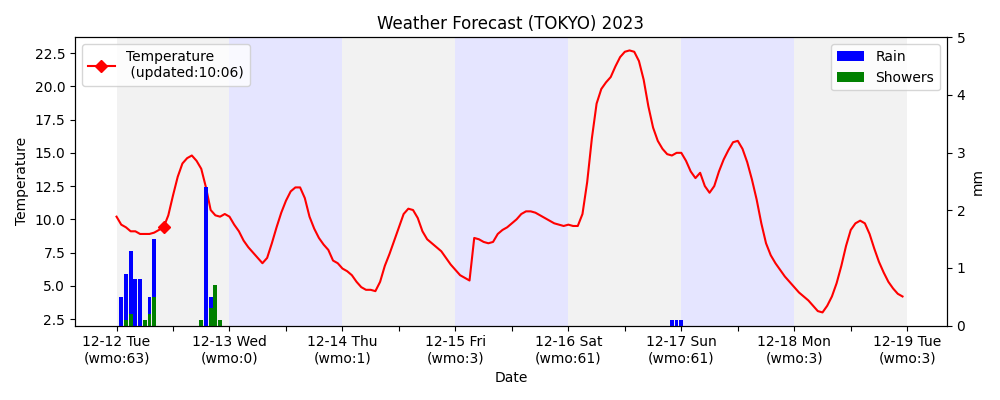 Weather Forecast (TOKYO) 2023
Temperature
(updated:10:06)
Rain
Showers
22.5
20.0
17.5
15.0
12.5
10.0
7.5
5.0
2.5
Temperature
5
4
3
2
1
0
mm
12-12 Tue
(wmo:63)
12-13 Wed
(wmo:0)
12-14 Thu
(wmo:1)
12-15 Fri
(wmo:3)
12-16 Sat
(wmo:61)
12-17 Sun
(wmo:61)
12-18 Mon
(wmo:3)
12-19 Tue
(wmo:3)
Date